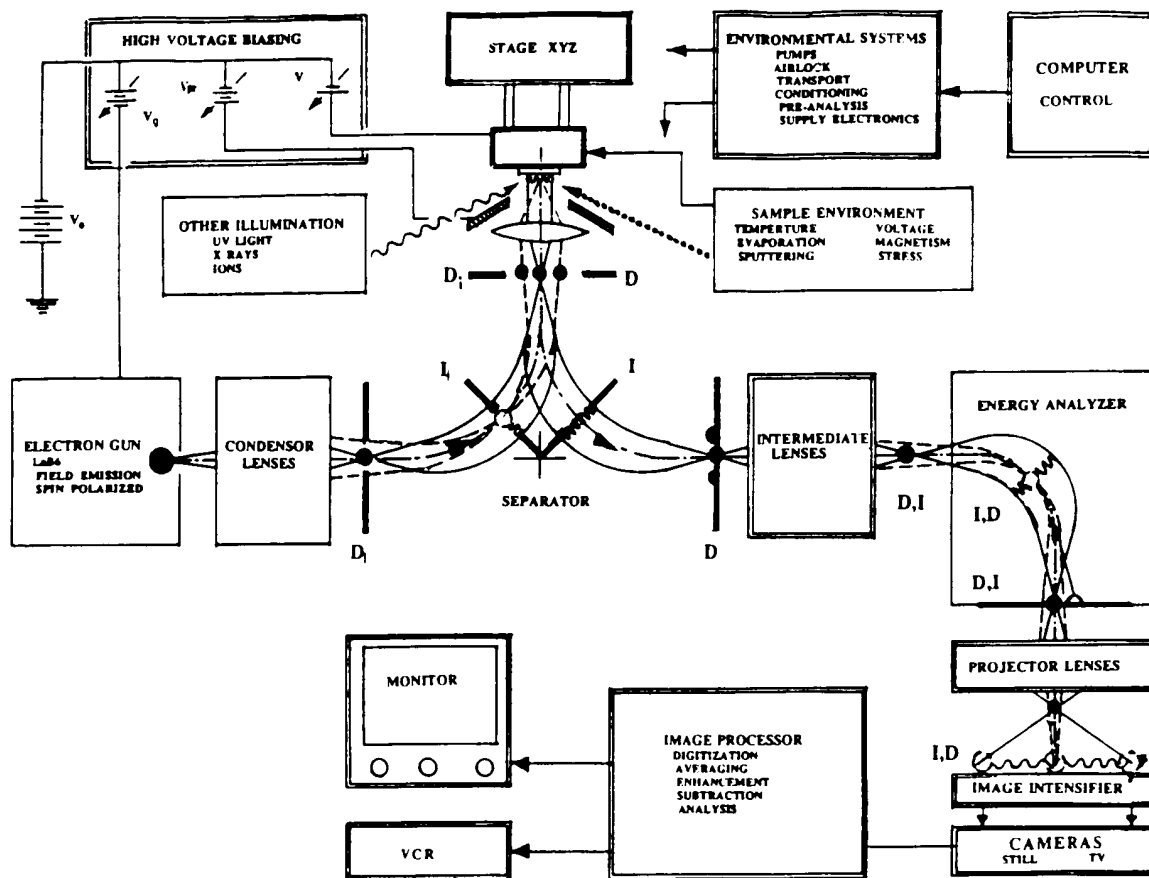 HIGH VOLTAGE BIASING
V
V
g
STAGE XYZ
ENVIRONMENTAL SYSTEMS
PUMPS
AIRLOCK
TRANSPORT
CONDITIONING
PRE-ANALYSIS
SUPPLY ELECTRONICS
COMPUTER
CONTROL
OTHER ILLUMINATION
UV LIGHT
X RAYS
IONS
SAMPLE ENVIRONMENT
TEMPERTURE VOLTAGE
EVAPORATION MAGNETISM
SPUTTERING STRESS
D
i
D
I
i
I
ELECTRON GUN
LaB6
FIELD EMISSION
SPIN POLARIZED
CONDENSOR
LENSES
D
i
SEPARATOR
D
INTERMEDIATE
LENSES
D,I
ENERGY ANALYZER
I,D
D,I
PROJECTOR LENSES
I,D
IMAGE INTENSIFIER
CAMERAS
STILL TV
MONITOR
VCR
IMAGE PROCESSOR
DIGITIZATION
AVERAGING
ENHANCEMENT
SUBTRACTION
ANALYSIS